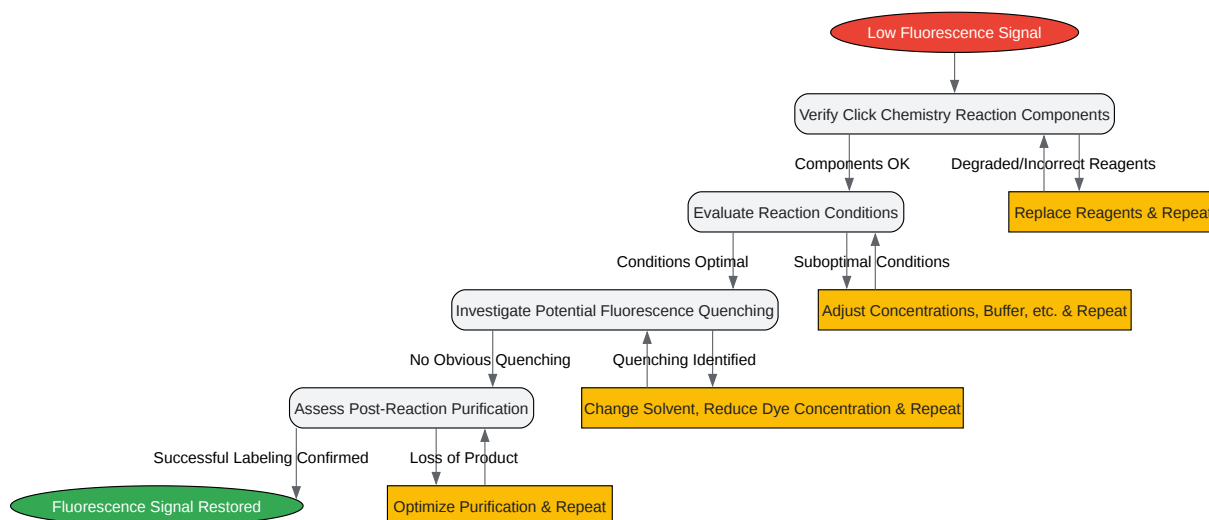 Low Fluorescence Signal
Verify Click Chemistry Reaction Components
Components OK
Degraded/Incorrect Reagents
Evaluate Reaction Conditions
Replace Reagents & Repeat
Conditions Optimal
Suboptimal Conditions
Investigate Potential Fluorescence Quenching
Adjust Concentrations, Buffer, etc. & Repeat
No Obvious Quenching
Quenching Identified
Assess Post-Reaction Purification
Change Solvent, Reduce Dye Concentration & Repeat
Successful Labeling Confirmed
Loss of Product
Fluorescence Signal Restored
Optimize Purification & Repeat